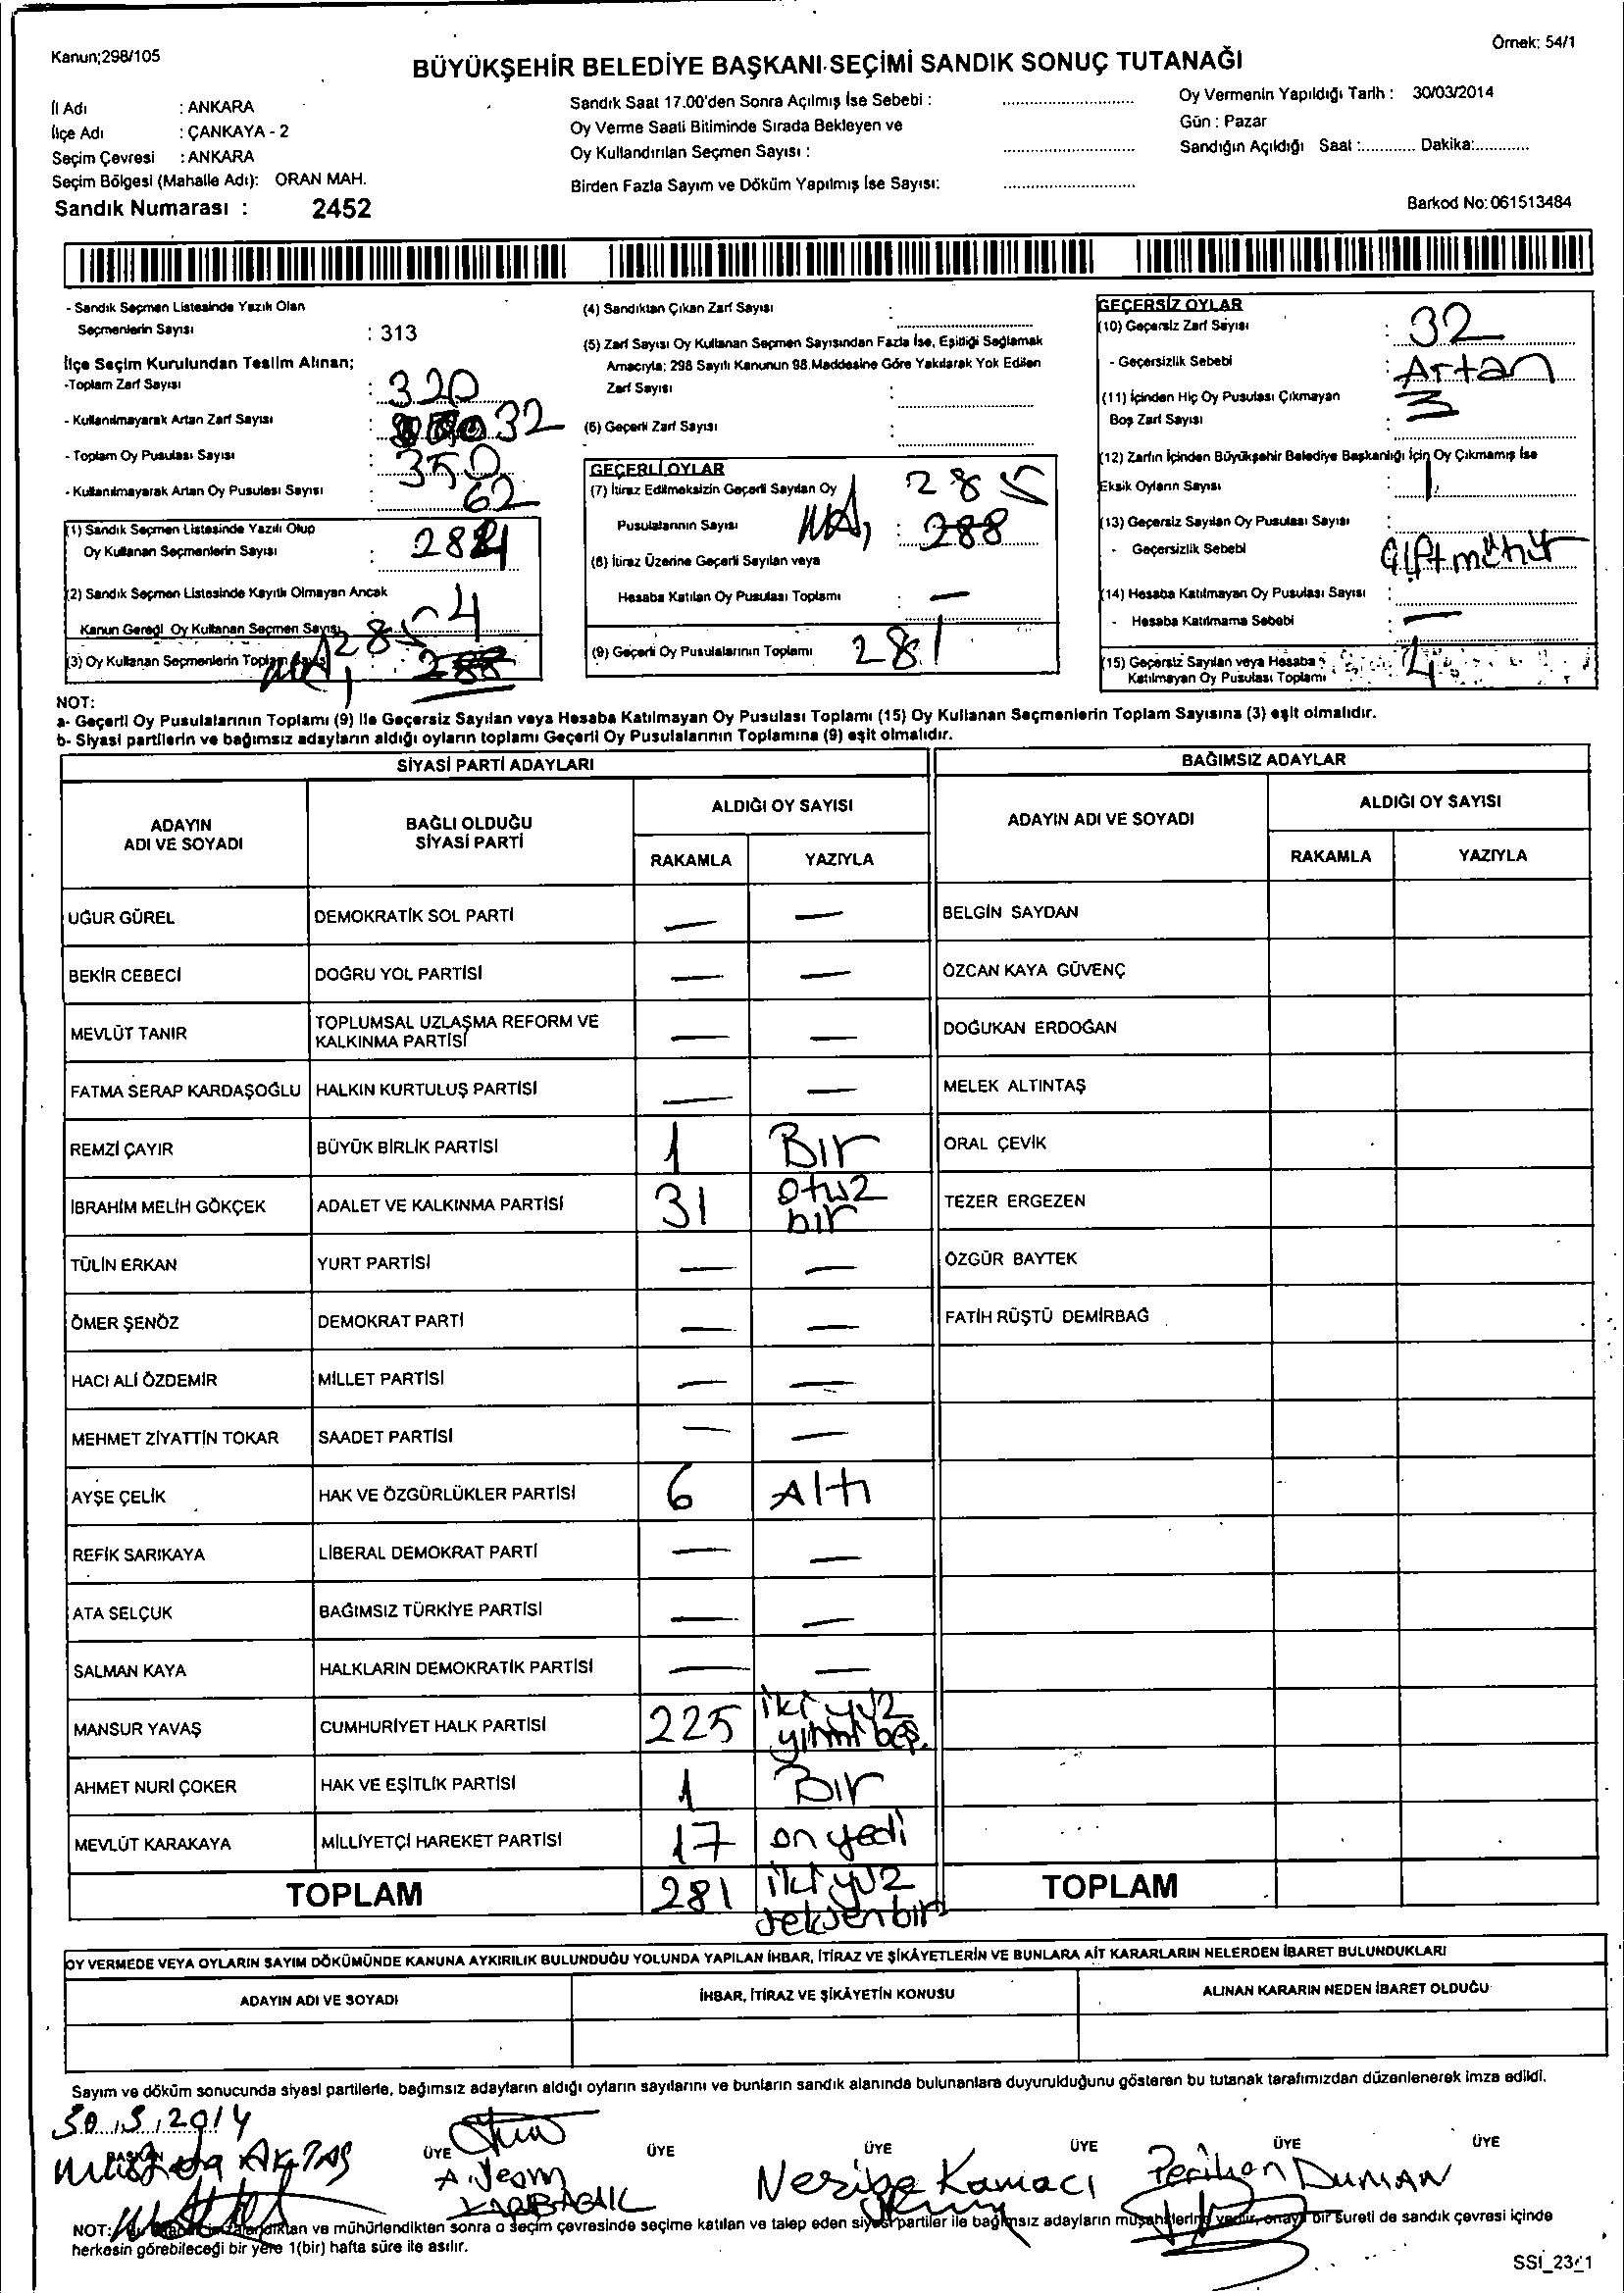 Kanun;298/105
Örnek: 54/1
BÜYÜKŞEHİR BELEDİYE BAŞKANI SEÇİMİ SANDIK SONUÇ TUTANAĞI
İl Adı : ANKARA
İlçe Adı : ÇANKAYA - 2
Seçim Çevresi : ANKARA
Seçim Bölgesi (Mahalle Adı): ORAN MAH.
Sandık Numarası : 2452
Sandık Saat 17.00'den Sonra Açılmış İse Sebebi :
Oy Verme Saati Bitiminde Sırada Bekleyen ve
Oy Kullandırılan Seçmen Sayısı :
Birden Fazla Sayım ve Döküm Yapılmış İse Sayısı:
Oy Vermenin Yapıldığı Tarih : 30/03/2014
Gün : Pazar
Sandığın Açıldığı Saat :............ Dakika:............
Barkod No: 061513484
- Sandık Seçmen Listesinde Yazılı Olan
Seçmenlerin Sayısı : 313
İlçe Seçim Kurulundan Teslim Alınan;
-Toplam Zarf Sayısı : 320
- Kullanılmayarak Artan Zarf Sayısı : 32
- Toplam Oy Pusulası Sayısı : 350
- Kullanılmayarak Artan Oy Pusulası Sayısı : 62
(1) Sandık Seçmen Listesinde Yazılı Olup
Oy Kullanan Seçmenlerin Sayısı :
(2) Sandık Seçmen Listesinde Kayıtlı Olmayan Ancak
Kanun Gereği Oy Kullanan Seçmen Sayısı : 4
(3) Oy Kullanan Seçmenlerin Toplam Sayısı : 285 288
(4) Sandıktan Çıkan Zarf Sayısı :
(5) Zarf Sayısı Oy Kullanan Seçmen Sayısından Fazla İse, Eşitliği Sağlamak
Amacıyla; 298 Sayılı Kanunun 98.Maddesine Göre Yakılarak Yok Edilen
Zarf Sayısı :
(6) Geçerli Zarf Sayısı :
GEÇERLİ OYLAR
(7) İtiraz Edilmeksizin Geçerli Sayılan Oy 285
Pusulalarının Sayısı : 288
(8) İtiraz Üzerine Geçerli Sayılan veya
Hesaba Katılan Oy Pusulası Toplamı : —
(9) Geçerli Oy Pusulalarının Toplamı : 281
GEÇERSİZ OYLAR
(10) Geçersiz Zarf Sayısı : 32
- Geçersizlik Sebebi : Artan
(11) İçinden Hiç Oy Pusulası Çıkmayan
Boş Zarf Sayısı : 3
(12) Zarfın İçinden Büyükşehir Belediye Başkanlığı İçin Oy Çıkmamış İse
Eksik Oyların Sayısı : 1
(13) Geçersiz Sayılan Oy Pusulası Sayısı :
- Geçersizlik Sebebi : Çift mühür
(14) Hesaba Katılmayan Oy Pusulası Sayısı :
- Hesaba Katılmama Sebebi : —
(15) Geçersiz Sayılan veya Hesaba
Katılmayan Oy Pusulası Toplamı : 4
NOT:
a- Geçerli Oy Pusulalarının Toplamı (9) ile Geçersiz Sayılan veya Hesaba Katılmayan Oy Pusulası Toplamı (15) Oy Kullanan Seçmenlerin Toplam Sayısına (3) eşit olmalıdır.
b- Siyasi partilerin ve bağımsız adayların aldığı oyların toplamı Geçerli Oy Pusulalarının Toplamına (9) eşit olmalıdır.
SİYASİ PARTİ ADAYLARI
BAĞIMSIZ ADAYLAR
ADAYIN
ADI VE SOYADI
BAĞLI OLDUĞU
SİYASİ PARTİ
ALDIĞI OY SAYISI
RAKAMLA YAZIYLA
ADAYIN ADI VE SOYADI
ALDIĞI OY SAYISI
RAKAMLA YAZIYLA
UĞUR GÜREL DEMOKRATİK SOL PARTİ — — BELGİN SAYDAN
BEKİR CEBECİ DOĞRU YOL PARTİSİ — — ÖZCAN KAYA GÜVENÇ
MEVLÜT TANIR TOPLUMSAL UZLAŞMA REFORM VE
KALKINMA PARTİSİ — — DOĞUKAN ERDOĞAN
FATMA SERAP KARDAŞOĞLU HALKIN KURTULUŞ PARTİSİ — — MELEK ALTINTAŞ
REMZİ ÇAYIR BÜYÜK BİRLİK PARTİSİ 1 Bir ORAL ÇEVİK
İBRAHİM MELİH GÖKÇEK ADALET VE KALKINMA PARTİSİ 31 otuz
bir TEZER ERGEZEN
TÜLİN ERKAN YURT PARTİSİ — — ÖZGÜR BAYTEK
ÖMER ŞENÖZ DEMOKRAT PARTİ — — FATİH RÜŞTÜ DEMİRBAĞ
HACI ALİ ÖZDEMİR MİLLET PARTİSİ — —
MEHMET ZİYATTİN TOKAR SAADET PARTİSİ — —
AYŞE ÇELİK HAK VE ÖZGÜRLÜKLER PARTİSİ 6 Altı
REFİK SARIKAYA LİBERAL DEMOKRAT PARTİ — —
ATA SELÇUK BAĞIMSIZ TÜRKİYE PARTİSİ — —
SALMAN KAYA HALKLARIN DEMOKRATİK PARTİSİ — —
MANSUR YAVAŞ CUMHURİYET HALK PARTİSİ 225 iki yüz
yirmi beş.
AHMET NURİ ÇOKER HAK VE EŞİTLİK PARTİSİ 1 Bir
MEVLÜT KARAKAYA MİLLİYETÇİ HAREKET PARTİSİ 17 on yedi
TOPLAM 281 iki yüz
seksen bir
TOPLAM
OY VERMEDE VEYA OYLARIN SAYIM DÖKÜMÜNDE KANUNA AYKIRILIK BULUNDUĞU YOLUNDA YAPILAN İHBAR, İTİRAZ VE ŞİKÂYETLERİN VE BUNLARA AİT KARARLARIN NELERDEN İBARET BULUNDUKLARI
ADAYIN ADI VE SOYADI
İHBAR, İTİRAZ VE ŞİKÂYETİN KONUSU
ALINAN KARARIN NEDEN İBARET OLDUĞU
Sayım ve döküm sonucunda siyasi partilerle, bağımsız adayların aldığı oyların sayılarını ve bunların sandık alanında bulunanlara duyurulduğunu gösteren bu tutanak tarafımızdan düzenlenerek imza edildi.
30.3.2014
BAŞKAN ÜYE ÜYE ÜYE ÜYE ÜYE ÜYE
Mustafa AKTAŞ
Nezihe Kamacı
Perihan DUMAN
NOT: ve mühürlendikten sonra o seçim çevresinde seçime katılan ve talep eden siyasi partiler ile bağımsız adayların müşahitlerine verilir, onaylı bir sureti de sandık çevresi içinde
herkesin görebileceği bir yere 1(bir) hafta süre ile asılır.
SSI_23_1